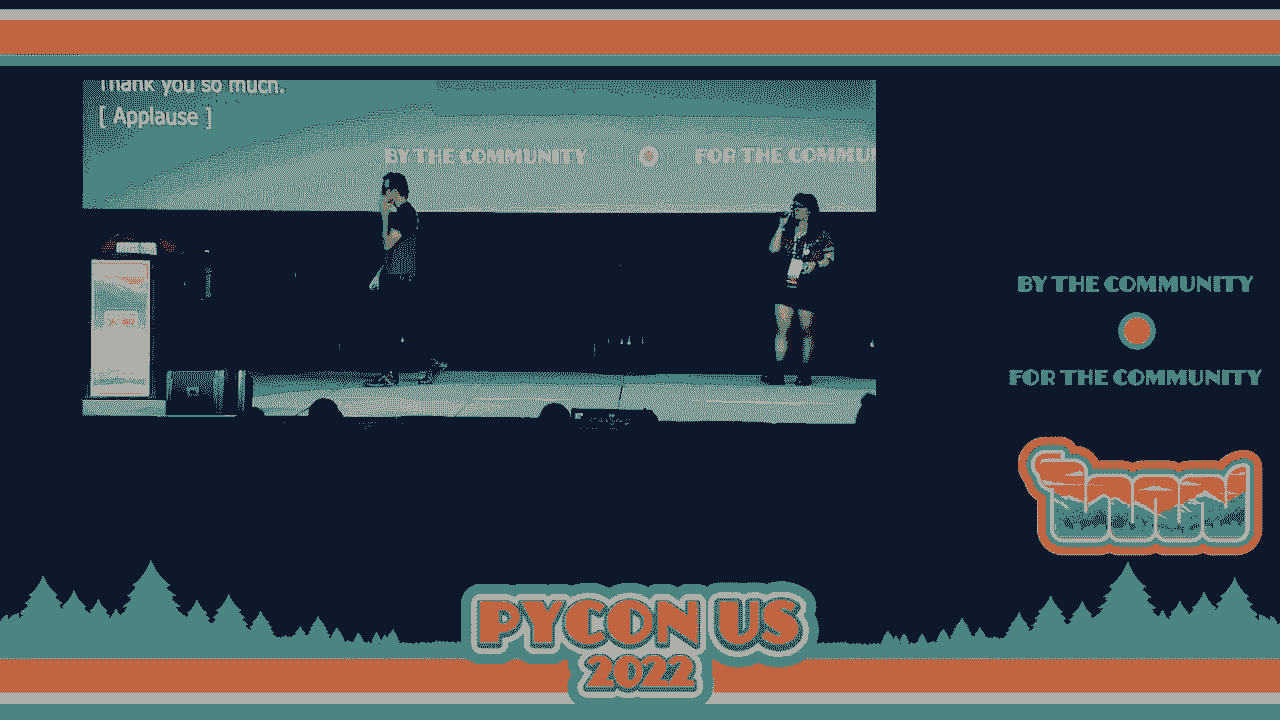 Thank you so much.
[ Applause ]
BY THE COMMUNITY
FOR THE COMMU
BY THE COMMUNITY
FOR THE COMMUNITY
PYCON US
2022